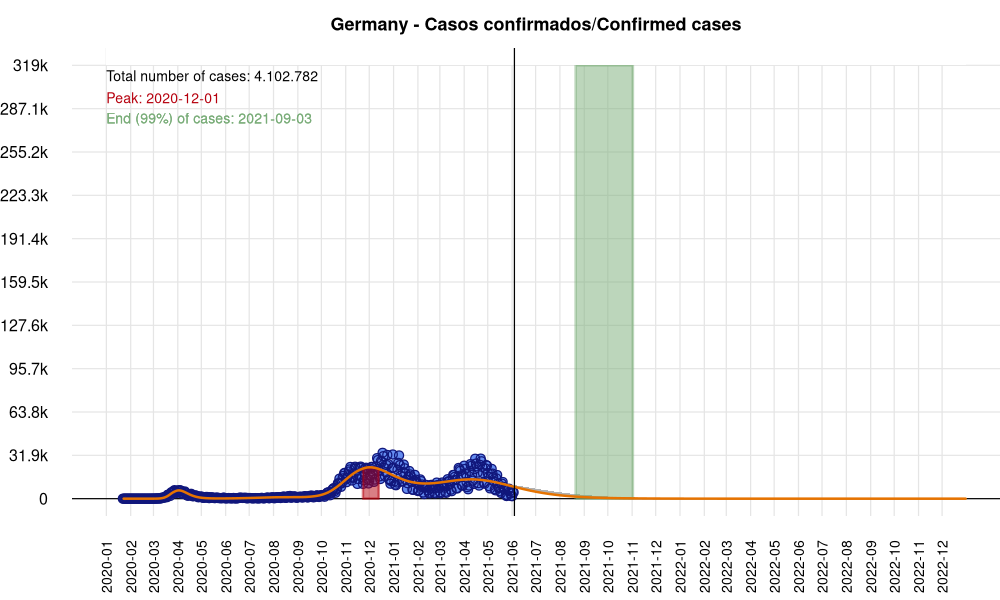 Germany - Casos confirmados/Confirmed cases
319k
Total number of cases: 4.102.782
Peak: 2020-12-01
287.1k
End (99%) of cases: 2021-09-03
255.2k
223.3k
191.4k
159.5k
127.6k
95.7k
63.8k
31.9k
0
2020-01
2020-02
2020-03
2020-04
2020-05
2020-06
2020-07
2020-08
2020-09
2020-10
2020-11
2020-12
2021-01
2021-02
2021-03
2021-04
2021-05
2021-06
2021-07
2021-08
2021-09
2021-10
2021-11
2021-12
2022-01
2022-02
2022-03
2022-04
2022-05
2022-06
2022-07
2022-08
2022-09
2022-10
2022-11
2022-12